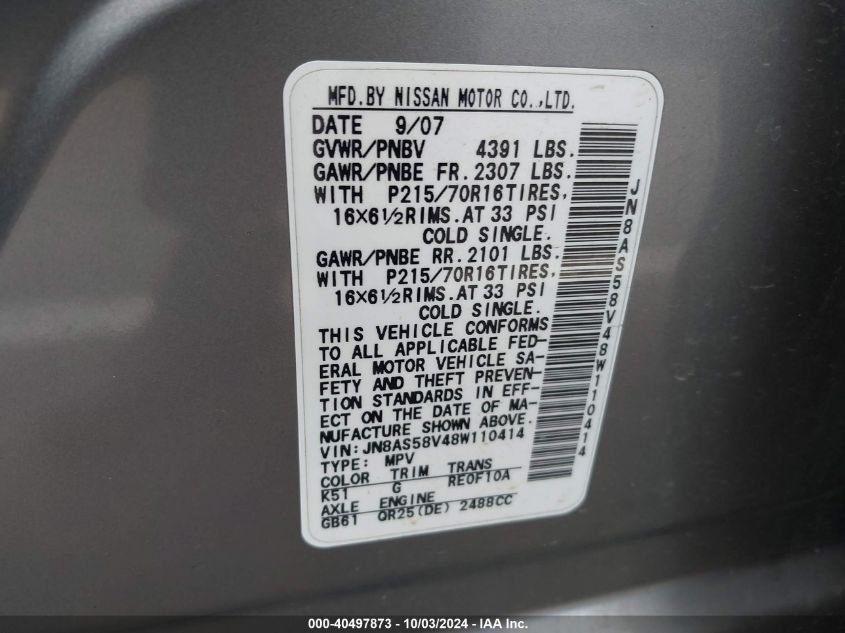 MFD.BY NISSAN MOTOR CO.,LTD.
DATE 9/07
GVWR/PNBV 4391 LBS.
GAWR/PNBE FR. 2307 LBS.
WITH P215/70R16TIRES,
16X6½RIMS.AT 33 PSI
COLD SINGLE.
GAWR/PNBE RR. 2101 LBS.
WITH P215/70R16TIRES,
16X6½RIMS.AT 33 PSI
COLD SINGLE.
THIS VEHICLE CONFORMS
TO ALL APPLICABLE FED-
ERAL MOTOR VEHICLE SA-
FETY AND THEFT PREVEN-
TION STANDARDS IN EFF-
ECT ON THE DATE OF MA-
NUFACTURE SHOWN ABOVE.
VIN:JN8AS58V48W110414
TYPE: MPV
COLOR TRIM TRANS
K51 G RE0F10A
AXLE ENGINE
GB61 QR25(DE) 2488CC
JN8AS58V48W110414
000-40497873 - 10/03/2024 - IAA Inc.